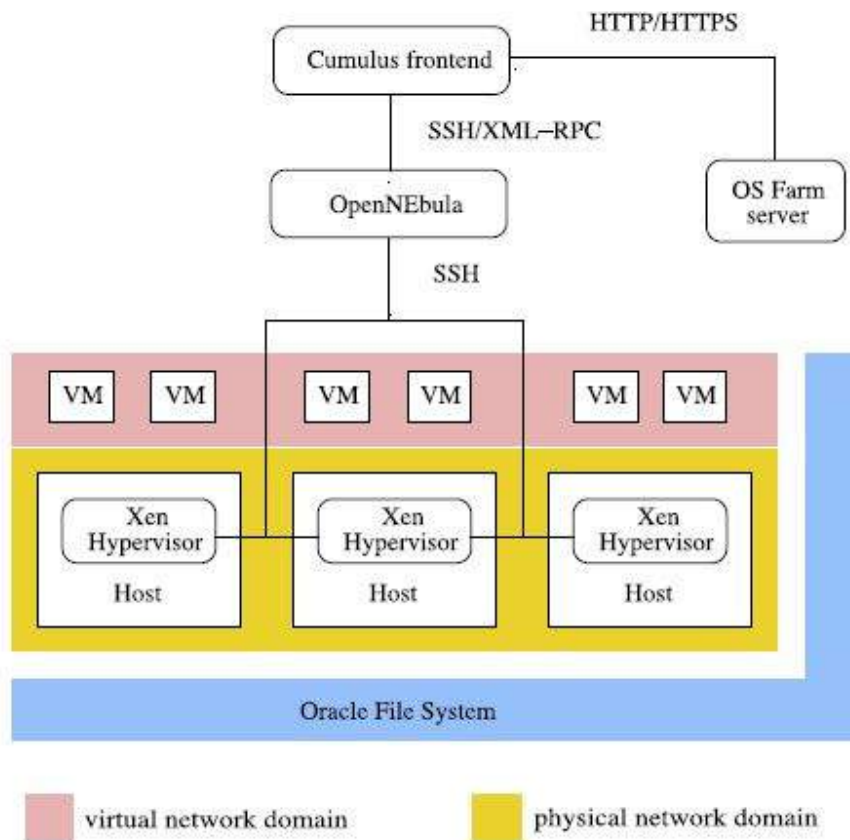 HTTP/HTTPS
Cumulus frontend
SSH/XML–RPC
OS Farm
server
OpenNEbula
SSH
VM VM VM VM VM VM
Xen
Hypervisor
Host
Xen
Hypervisor
Host
Xen
Hypervisor
Host
Oracle File System
virtual network domain
physical network domain